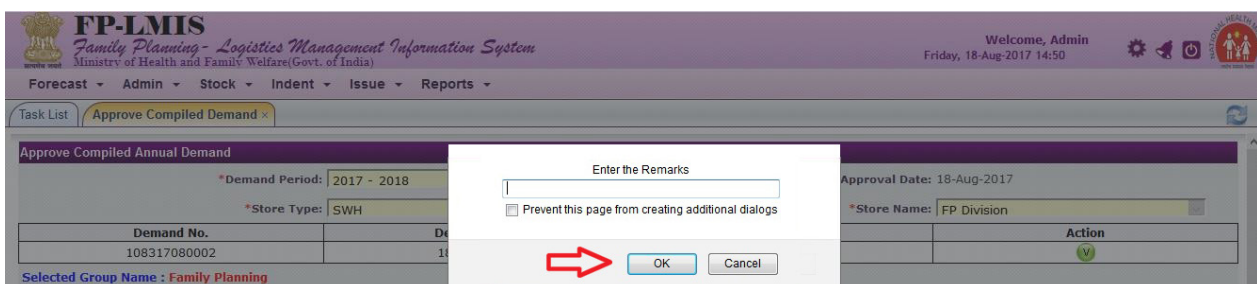 FP-LMIS
Family Planning - Logistics Management Information System
Ministry of Health and Family Welfare(Govt. of India)
Welcome, Admin
Friday, 18-Aug-2017 14:50
Forecast Admin Stock Indent Issue Reports
Task List Approve Compiled Demand ×
Approve Compiled Annual Demand
*Demand Period: 2017 - 2018
Approval Date: 18-Aug-2017
*Store Type: SWH
*Store Name: FP Division
Demand No. De Action
108317080002 18 V
Selected Group Name : Family Planning
Enter the Remarks
Prevent this page from creating additional dialogs
OK Cancel